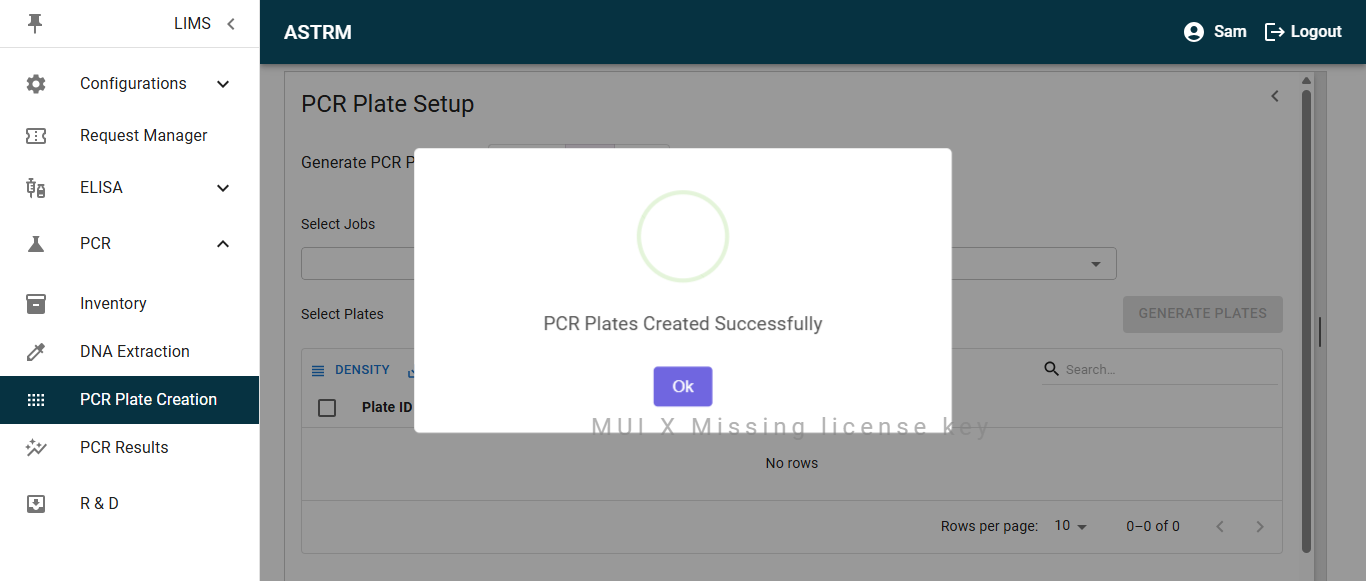 LIMS
ASTRM
Sam
Logout
Configurations
Request Manager
ELISA
PCR
Inventory
DNA Extraction
PCR Plate Creation
PCR Results
R & D
PCR Plate Setup
Generate PCR P
Select Jobs
Select Plates
GENERATE PLATES
DENSITY
Search...
Plate ID
PCR Plates Created Successfully
Ok
MUI X Missing license key
No rows
Rows per page:
10
0–0 of 0